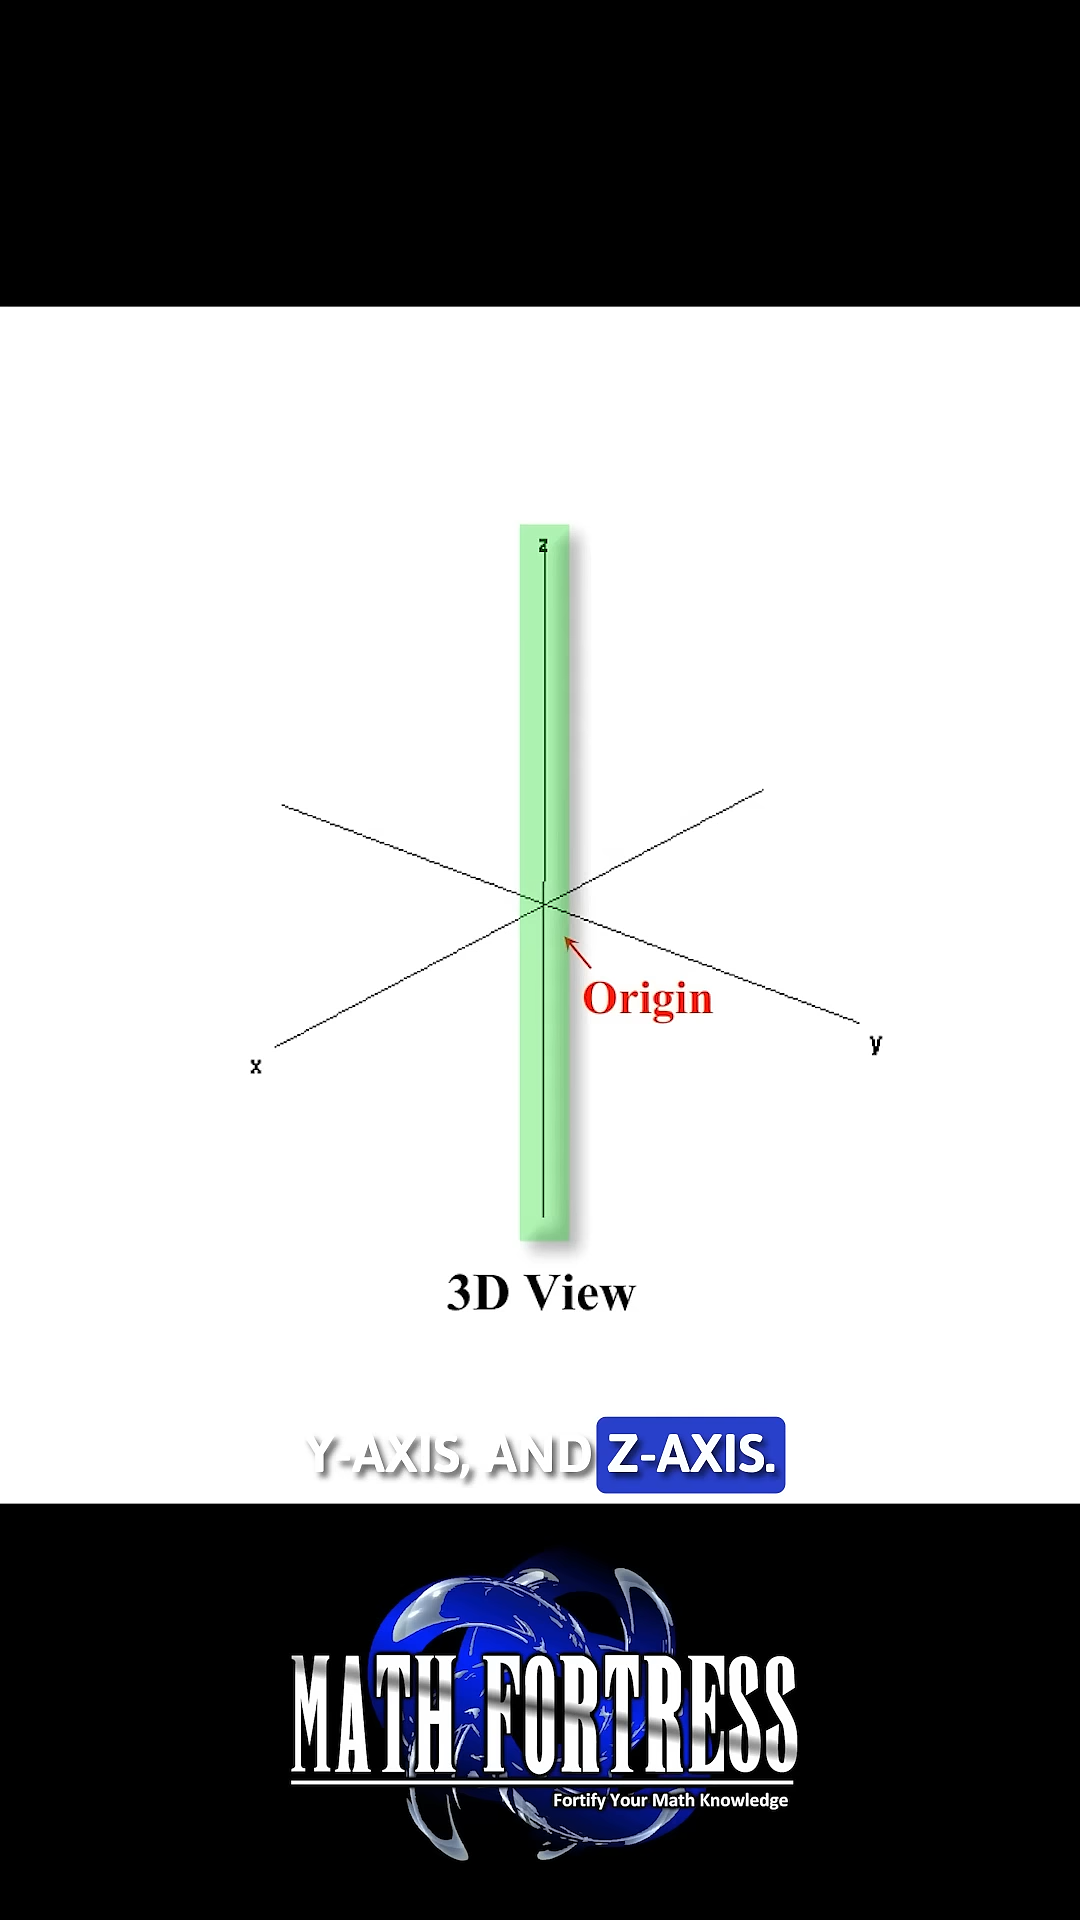 z
Origin
y
x
3D View
Y-AXIS, AND Z-AXIS.
MATH FORTRESS
Fortify Your Math Knowledge